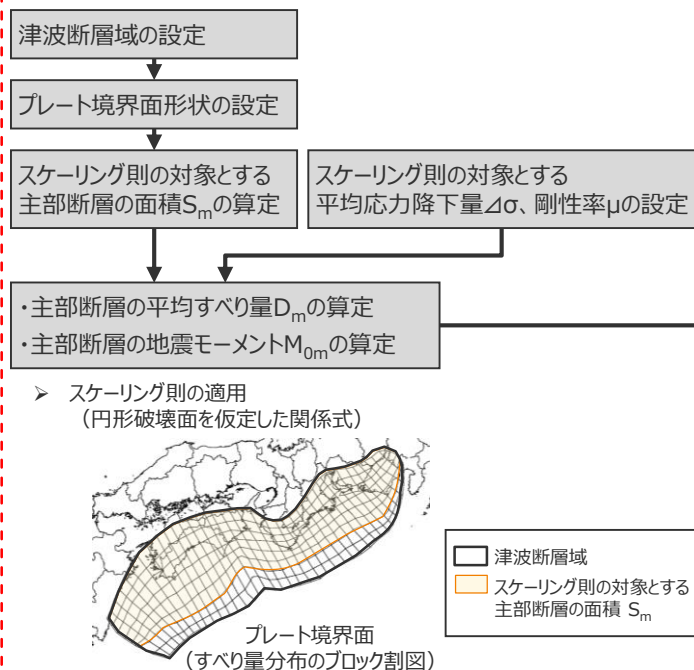 津波断層域の設定
プレート境界面形状の設定
スケーリング則の対象とする
主部断層の面積Smの算定
スケーリング則の対象とする
平均応力降下量⊿σ、剛性率μの設定
・主部断層の平均すべり量Dmの算定
・主部断層の地震モーメントM0mの算定
➢ スケーリング則の適用
（円形破壊面を仮定した関係式）
津波断層域
スケーリング則の対象とする
主部断層の面積 Sm
プレート境界面
（すべり量分布のブロック割図）